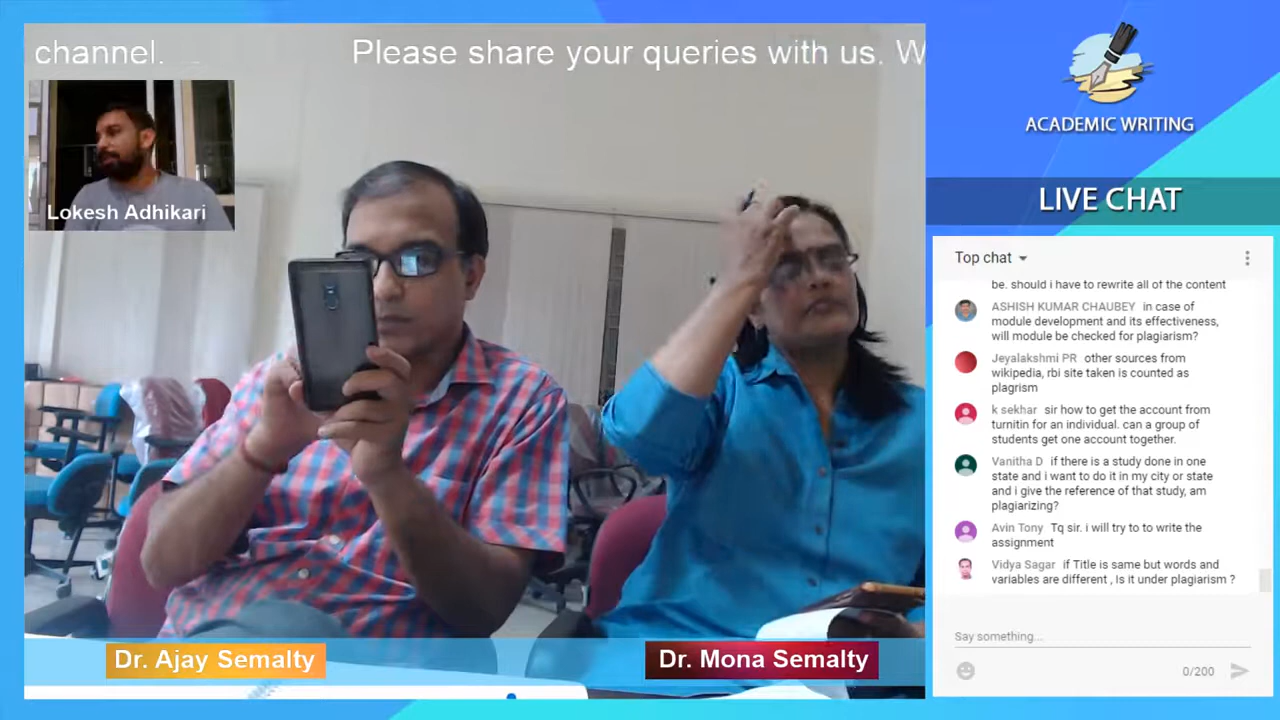 channel. Please share your queries with us. W
Lokesh Adhikari
Dr. Ajay Semalty
Dr. Mona Semalty
ACADEMIC WRITING
LIVE CHAT
Top chat
be. should i have to rewrite all of the content
ASHISH KUMAR CHAUBEY in case of
module development and its effectiveness,
will module be checked for plagiarism?
Jeyalakshmi PR other sources from
wikipedia, rbi site taken is counted as
plagrism
k sekhar sir how to get the account from
turnitin for an individual. can a group of
students get one account together.
Vanitha D if there is a study done in one
state and i want to do it in my city or state
and i give the reference of that study, am
plagiarizing?
Avin Tony Tq sir. i will try to to write the
assignment
Vidya Sagar if Title is same but words and
variables are different , Is it under plagiarism ?
Say something...
0/200